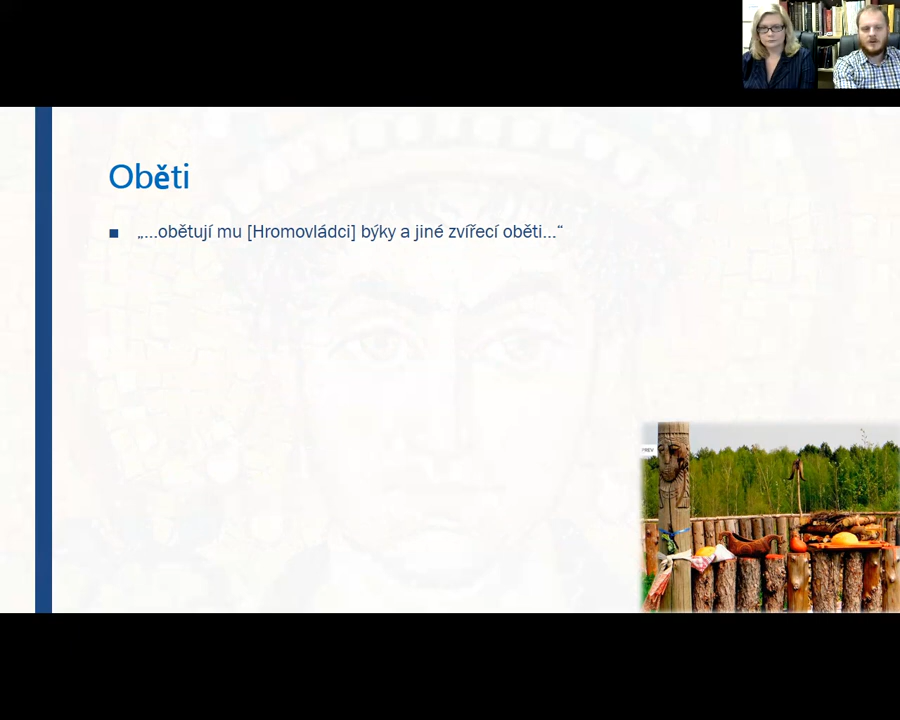 Oběti
„…obětují mu [Hromovládci] býky a jiné zvířecí oběti…“